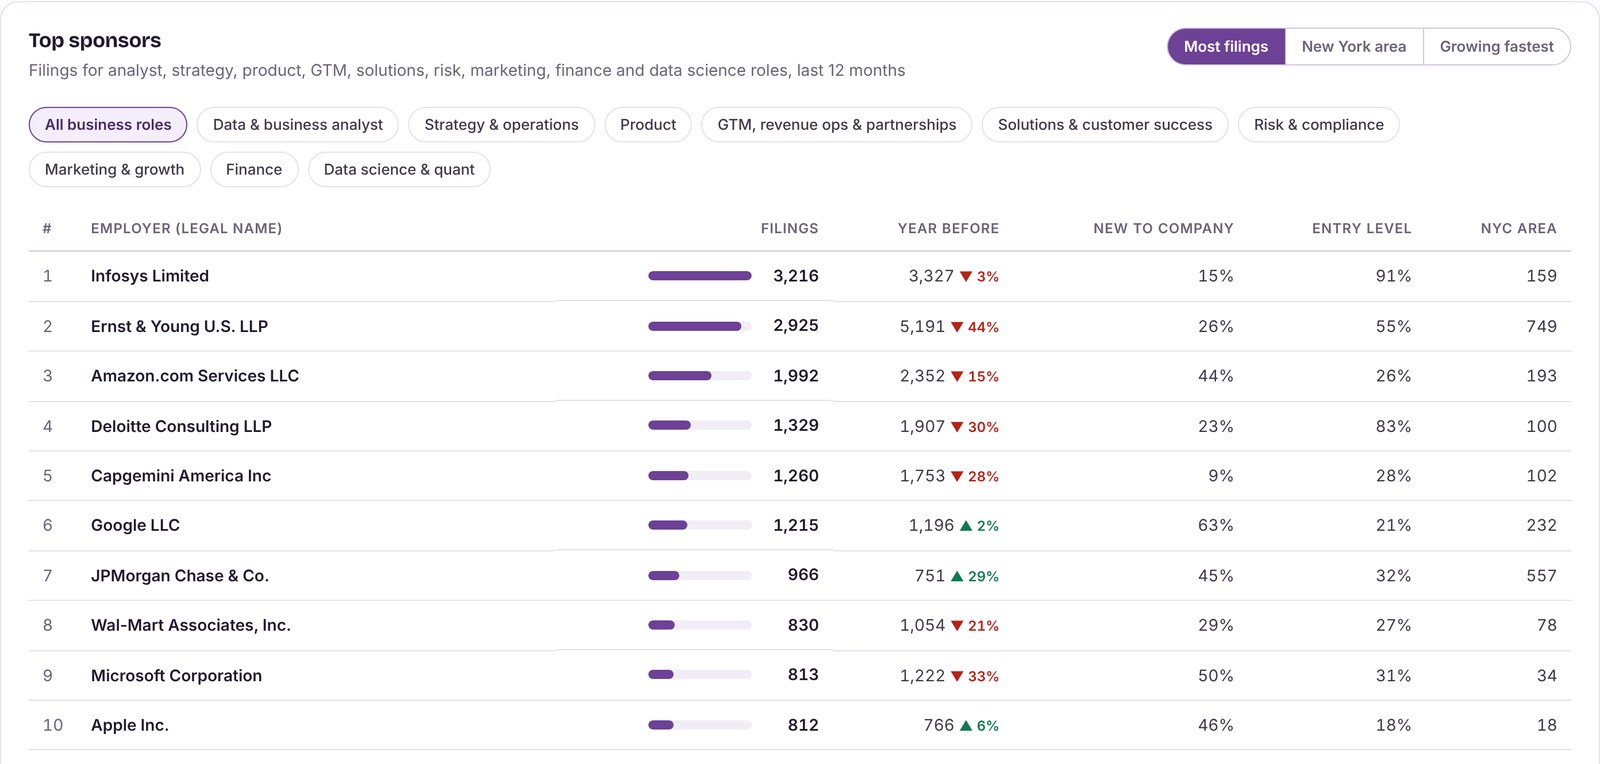 Top sponsors
Most filings New York area Growing fastest
Filings for analyst, strategy, product, GTM, solutions, risk, marketing, finance and data science roles, last 12 months
All business roles Data & business analyst Strategy & operations Product GTM, revenue ops & partnerships Solutions & customer success Risk & compliance
Marketing & growth Finance Data science & quant
# EMPLOYER (LEGAL NAME) FILINGS YEAR BEFORE NEW TO COMPANY ENTRY LEVEL NYC AREA
1 Infosys Limited 3,216 3,327 ▼ 3% 15% 91% 159
2 Ernst & Young U.S. LLP 2,925 5,191 ▼ 44% 26% 55% 749
3 Amazon.com Services LLC 1,992 2,352 ▼ 15% 44% 26% 193
4 Deloitte Consulting LLP 1,329 1,907 ▼ 30% 23% 83% 100
5 Capgemini America Inc 1,260 1,753 ▼ 28% 9% 28% 102
6 Google LLC 1,215 1,196 ▲ 2% 63% 21% 232
7 JPMorgan Chase & Co. 966 751 ▲ 29% 45% 32% 557
8 Wal-Mart Associates, Inc. 830 1,054 ▼ 21% 29% 27% 78
9 Microsoft Corporation 813 1,222 ▼ 33% 50% 31% 34
10 Apple Inc. 812 766 ▲ 6% 46% 18% 18